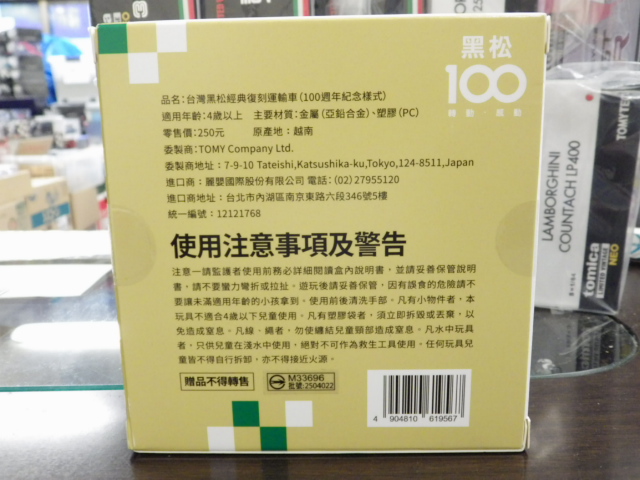 黑松
100
轉動·感動
品名：台灣黑松經典復刻運輸車（100週年紀念樣式）
適用年齡：4歲以上　主要材質：金屬（亞鉛合金）、塑膠（PC）
零售價：250元　原產地：越南
委製商：TOMY Company Ltd.
委製商地址：7-9-10 Tateishi,Katsushika-ku,Tokyo,124-8511,Japan
進口商：麗嬰國際股份有限公司 電話：(02) 27955120
進口商地址：台北市內湖區南京東路六段346號5樓
統一編號：12121768
使用注意事項及警告
注意—請監護者使用前務必詳細閱讀盒內說明書，並請妥善保管說明
書，請不要蠻力彎折或拉扯。遊玩後請妥善保管，因有誤食的危險請不
要讓未滿適用年齡的小孩拿到。使用前後清洗手部。凡有小物件者，本
玩具不適合4歲以下兒童使用。凡有塑膠袋者，須立即拆毀或丟棄，以
免造成窒息。凡線、繩者，勿使纏結兒童頸部造成窒息。凡水中玩具
者，只供兒童在淺水中使用，絕對不可作為救生工具使用。任何玩具兒
童皆不得自行拆卸，亦不得接近火源。
贈品不得轉售
M33696
批號：2504022
4 904810 619567
LAMBORGHINI
COUNTACH LP400
tomica
LIMITED VINTAGE
NEO
TOMYTEC